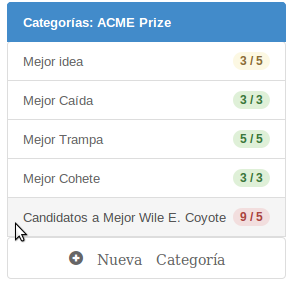 Categorías: ACME Prize
Mejor idea 3 / 5
Mejor Caída 3 / 3
Mejor Trampa 5 / 5
Mejor Cohete 3 / 3
Candidatos a Mejor Wile E. Coyote 9 / 5
Nueva Categoría